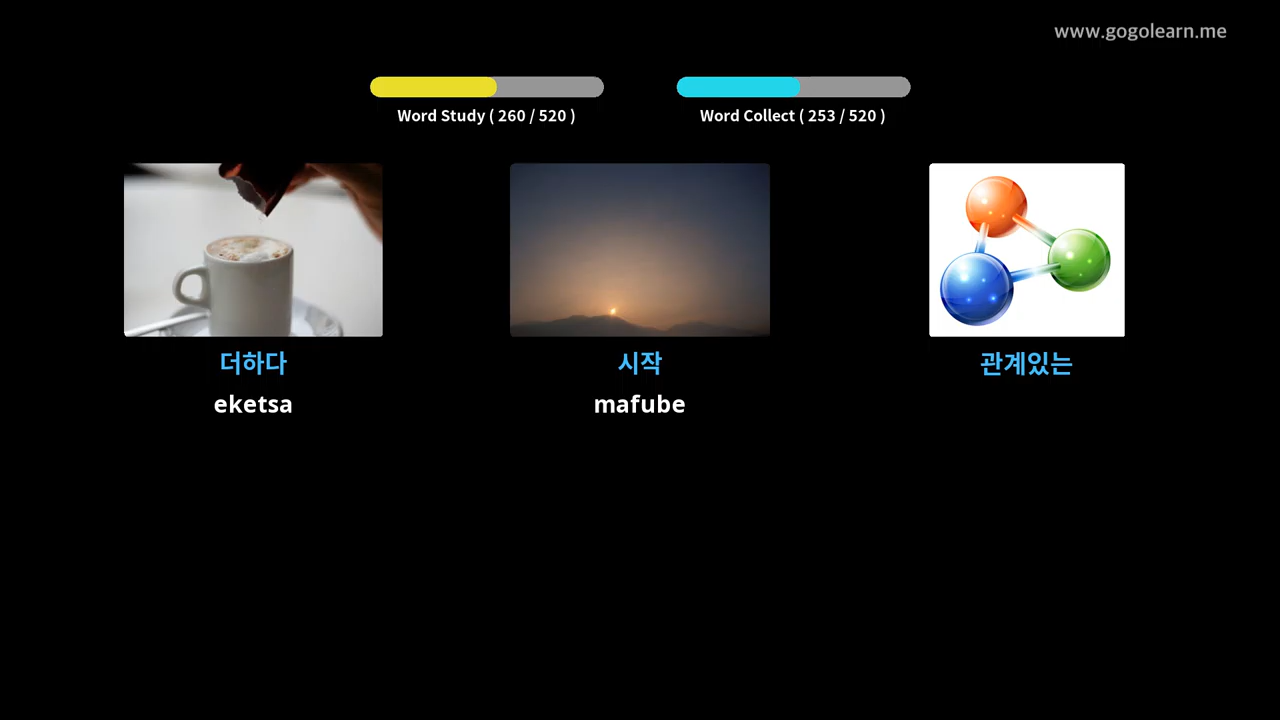 www.gogolearn.me
Word Study ( 260 / 520 )
Word Collect ( 253 / 520 )
더하다
시작
관계있는
eketsa
mafube